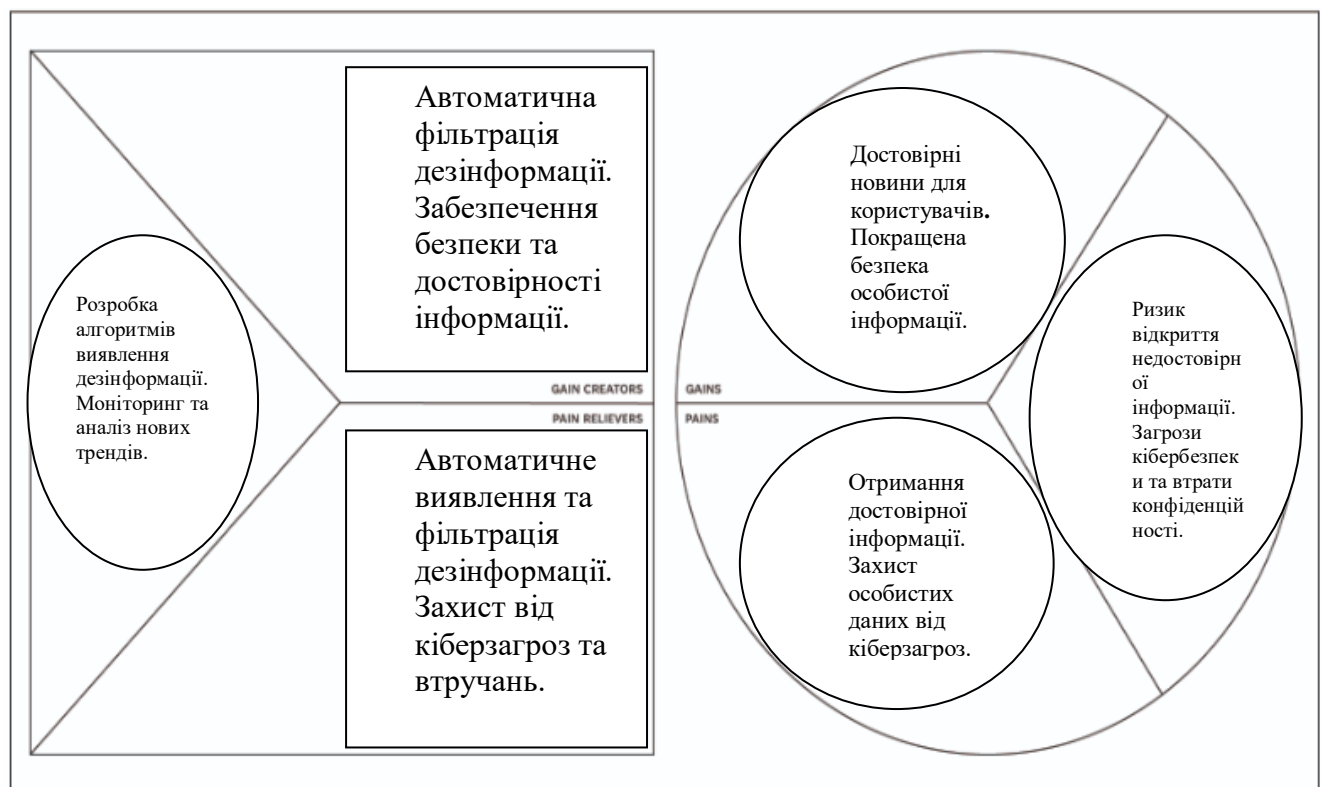 Автоматична
фільтрація
дезінформації.
Забезпечення
безпеки та
достовірності
інформації.
Розробка
алгоритмів
виявлення
дезінформації.
Моніторинг та
аналіз нових
трендів.
GAIN CREATORS
PAIN RELIEVERS
Автоматичне
виявлення та
фільтрація
дезінформації.
Захист від
кіберзагроз та
втручань.
Достовірні
новини для
користувачів.
Покращена
безпека
особистої
інформації.
GAINS
PAINS
Отримання
достовірної
інформації.
Захист
особистих
даних від
кіберзагроз.
Ризик
відкриття
недостовірн
ої
інформації.
Загрози
кібербезпек
и та втрати
конфіденцій
ності.